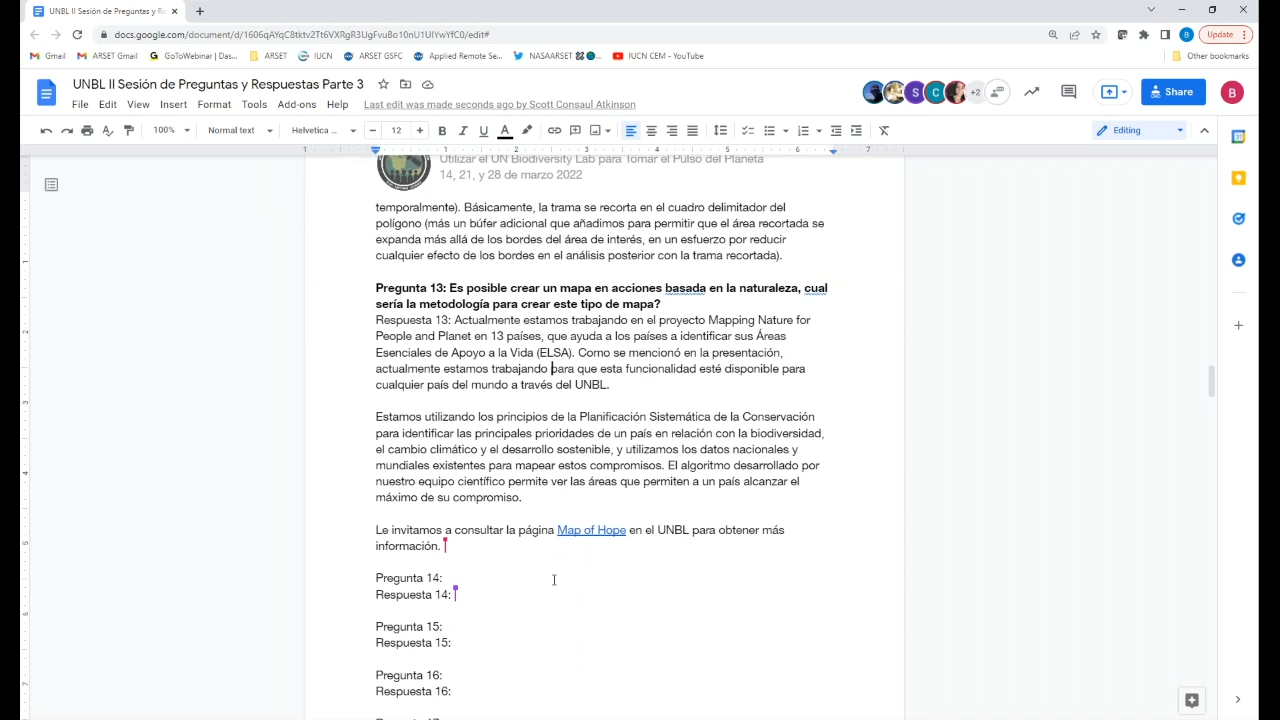 UNBL II Sesión de Preguntas y Ra
docs.google.com/document/d/1606qAYqC8tktv2Tt6VXRgR3UgFvuBo10nU1UIYwYfC0/edit#
Update
Gmail
ARSET Gmail
GoToWebinar | Das...
ARSET
IUCN
ARSET GSFC
Applied Remote Se...
NASAARSET
IUCN CEM - YouTube
Other bookmarks
UNBL II Sesión de Preguntas y Respuestas Parte 3
File Edit View Insert Format Tools Add-ons Help Last edit was made seconds ago by Scott Consaul Atkinson
S C +2
Share
B
100% Normal text Helvetica ... 12
Editing
1 1 2 3 4 5 6 7
Utilizar el UN Biodiversity Lab para Tomar el Pulso del Planeta
14, 21, y 28 de marzo 2022
temporalmente). Básicamente, la trama se recorta en el cuadro delimitador del
polígono (más un búfer adicional que añadimos para permitir que el área recortada se
expanda más allá de los bordes del área de interés, en un esfuerzo por reducir
cualquier efecto de los bordes en el análisis posterior con la trama recortada).
Pregunta 13: Es posible crear un mapa en acciones basada en la naturaleza, cual
sería la metodología para crear este tipo de mapa?
Respuesta 13: Actualmente estamos trabajando en el proyecto Mapping Nature for
People and Planet en 13 países, que ayuda a los países a identificar sus Áreas
Esenciales de Apoyo a la Vida (ELSA). Como se mencionó en la presentación,
actualmente estamos trabajando para que esta funcionalidad esté disponible para
cualquier país del mundo a través del UNBL.
Estamos utilizando los principios de la Planificación Sistemática de la Conservación
para identificar las principales prioridades de un país en relación con la biodiversidad,
el cambio climático y el desarrollo sostenible, y utilizamos los datos nacionales y
mundiales existentes para mapear estos compromisos. El algoritmo desarrollado por
nuestro equipo científico permite ver las áreas que permiten a un país alcanzar el
máximo de su compromiso.
Le invitamos a consultar la página Map of Hope en el UNBL para obtener más
información.
Pregunta 14:
Respuesta 14:
Pregunta 15:
Respuesta 15:
Pregunta 16:
Respuesta 16: